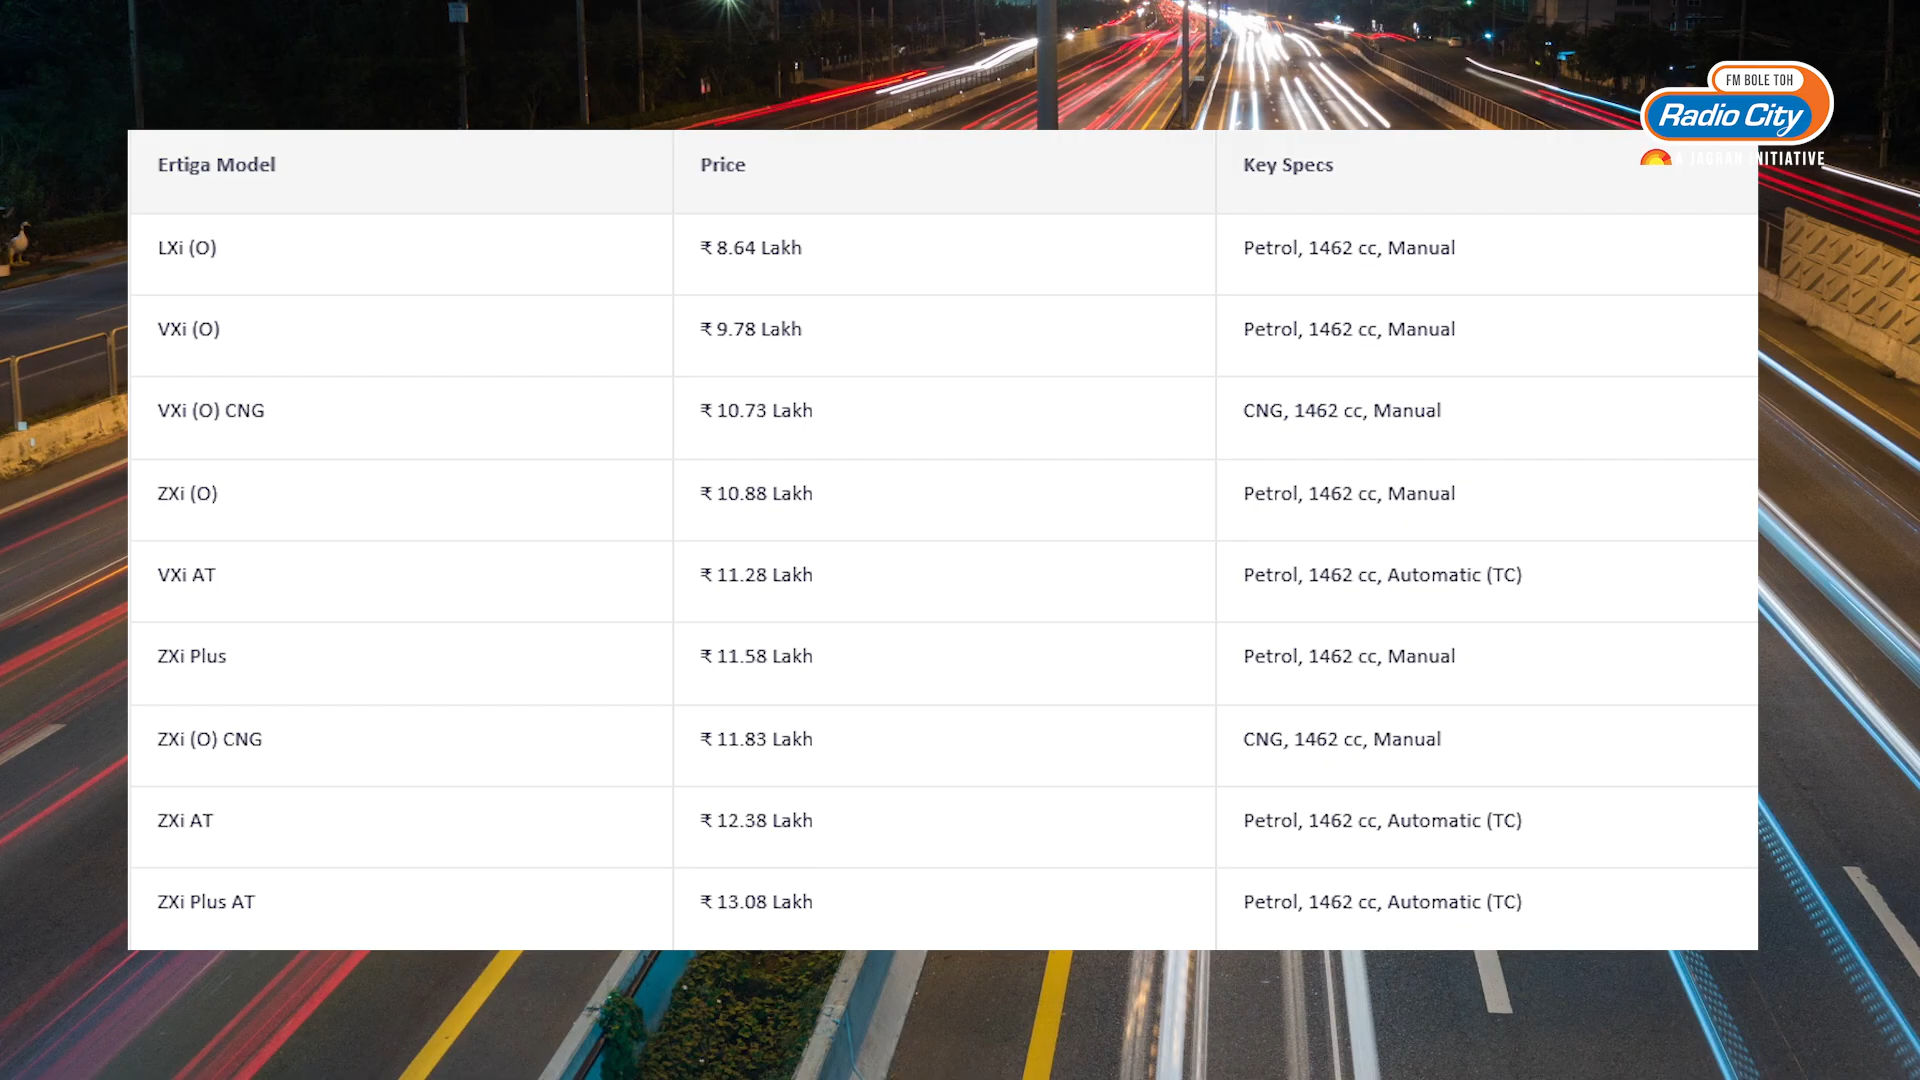 FM BOLE TOH
Radio City
A JAGRAN INITIATIVE
Ertiga Model Price Key Specs
LXi (O) ₹ 8.64 Lakh Petrol, 1462 cc, Manual
VXi (O) ₹ 9.78 Lakh Petrol, 1462 cc, Manual
VXi (O) CNG ₹ 10.73 Lakh CNG, 1462 cc, Manual
ZXi (O) ₹ 10.88 Lakh Petrol, 1462 cc, Manual
VXi AT ₹ 11.28 Lakh Petrol, 1462 cc, Automatic (TC)
ZXi Plus ₹ 11.58 Lakh Petrol, 1462 cc, Manual
ZXi (O) CNG ₹ 11.83 Lakh CNG, 1462 cc, Manual
ZXi AT ₹ 12.38 Lakh Petrol, 1462 cc, Automatic (TC)
ZXi Plus AT ₹ 13.08 Lakh Petrol, 1462 cc, Automatic (TC)